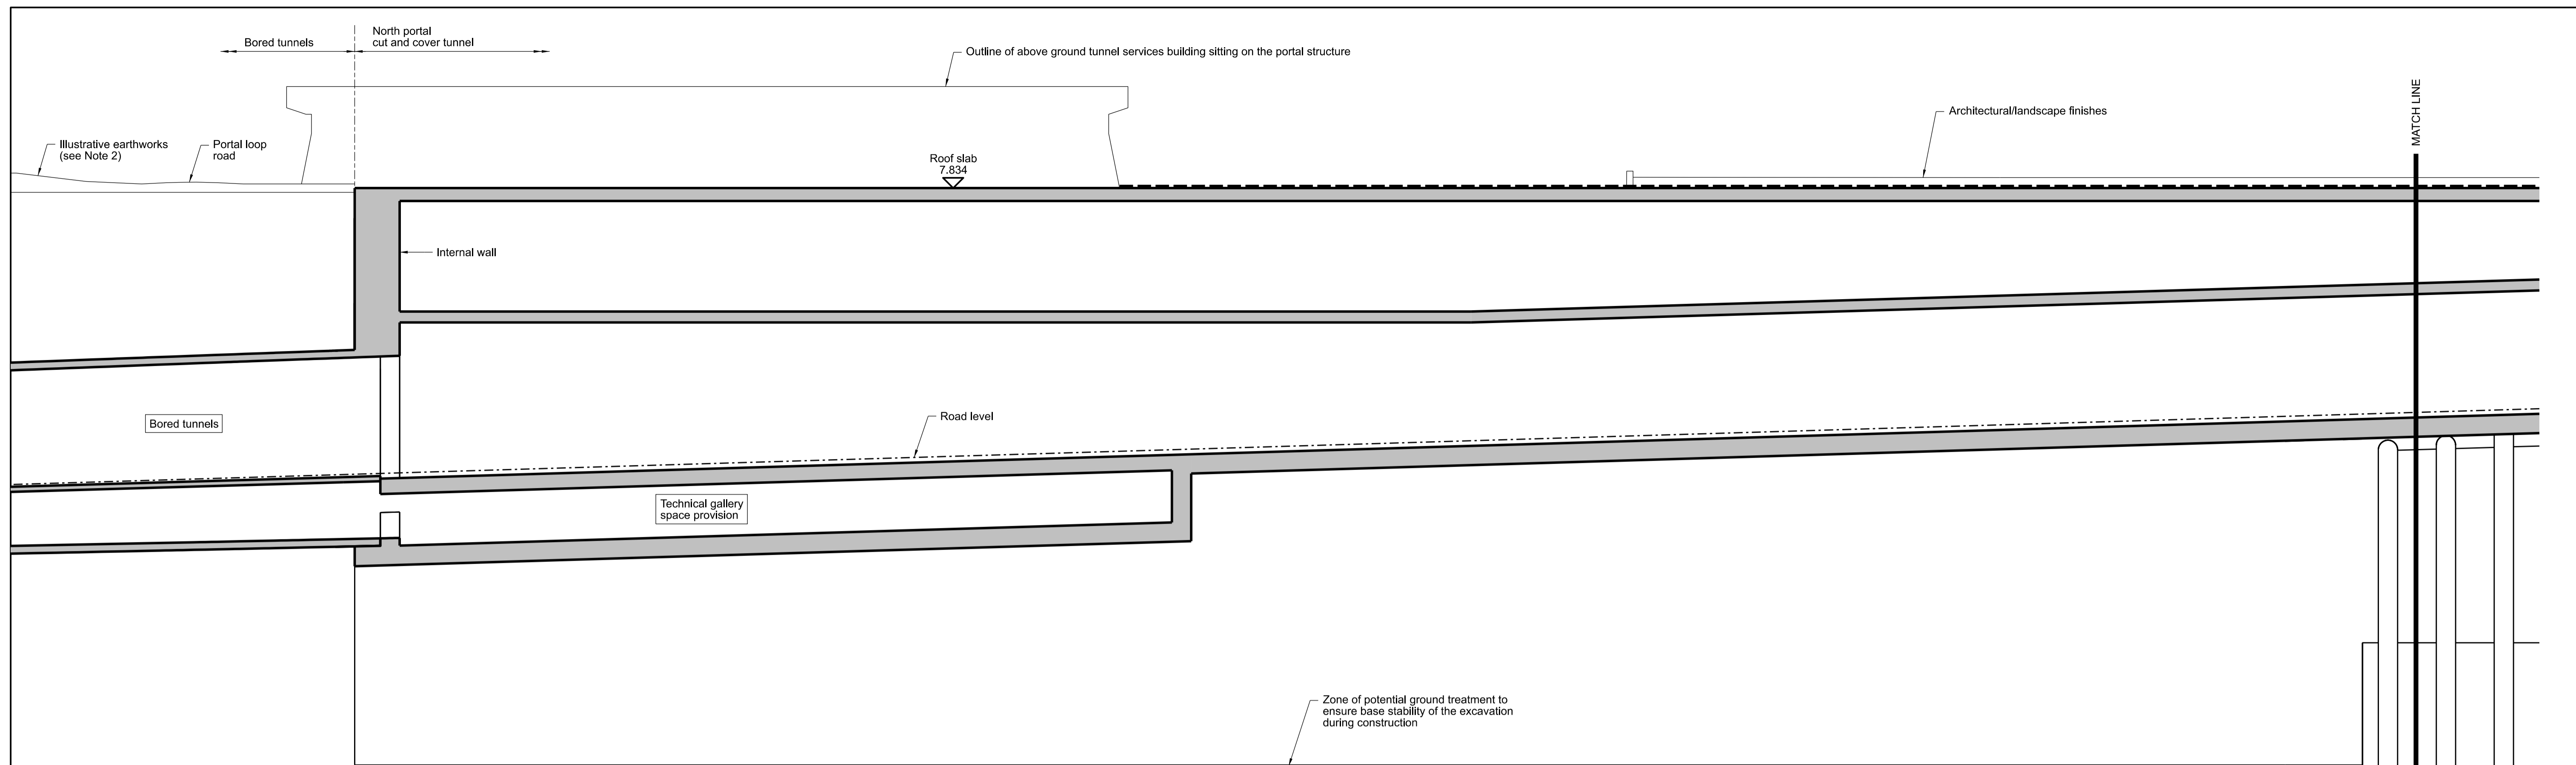 Bored tunnels
North portal
cut and cover tunnel
Outline of above ground tunnel services building sitting on the portal structure
MATCH LINE
Architectural/landscape finishes
Illustrative earthworks
(see Note 2)
Portal loop
road
Roof slab
7.834
Internal wall
Road level
Bored tunnels
Technical gallery
space provision
Zone of potential ground treatment to
ensure base stability of the excavation
during construction